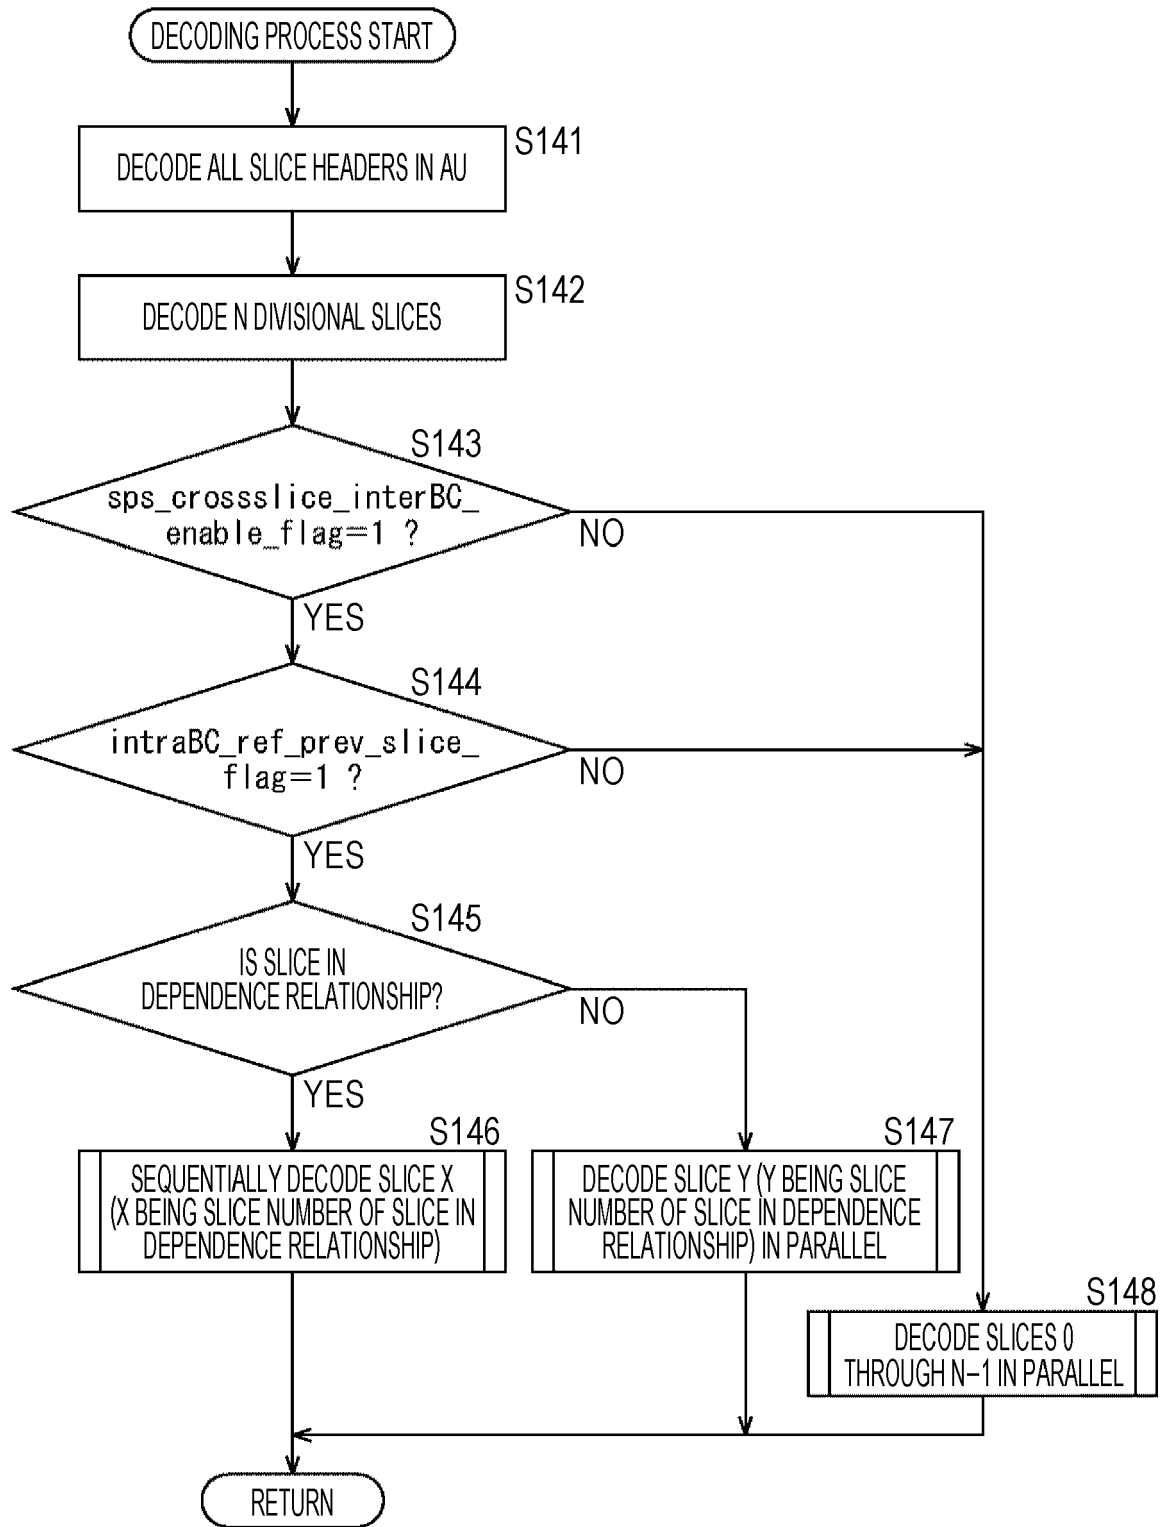 DECODING PROCESS START
S141
DECODE ALL SLICE HEADERS IN AU
S142
DECODE N DIVISIONAL SLICES
S143
sps_crossslice_interBC_
enable_flag=1 ?
NO
YES
S144
intraBC_ref_prev_slice_
flag=1 ?
NO
YES
S145
IS SLICE IN
DEPENDENCE RELATIONSHIP?
NO
YES
S146
SEQUENTIALLY DECODE SLICE X
(X BEING SLICE NUMBER OF SLICE IN
DEPENDENCE RELATIONSHIP)
S147
DECODE SLICE Y (Y BEING SLICE
NUMBER OF SLICE IN DEPENDENCE
RELATIONSHIP) IN PARALLEL
S148
DECODE SLICES 0
THROUGH N−1 IN PARALLEL
RETURN